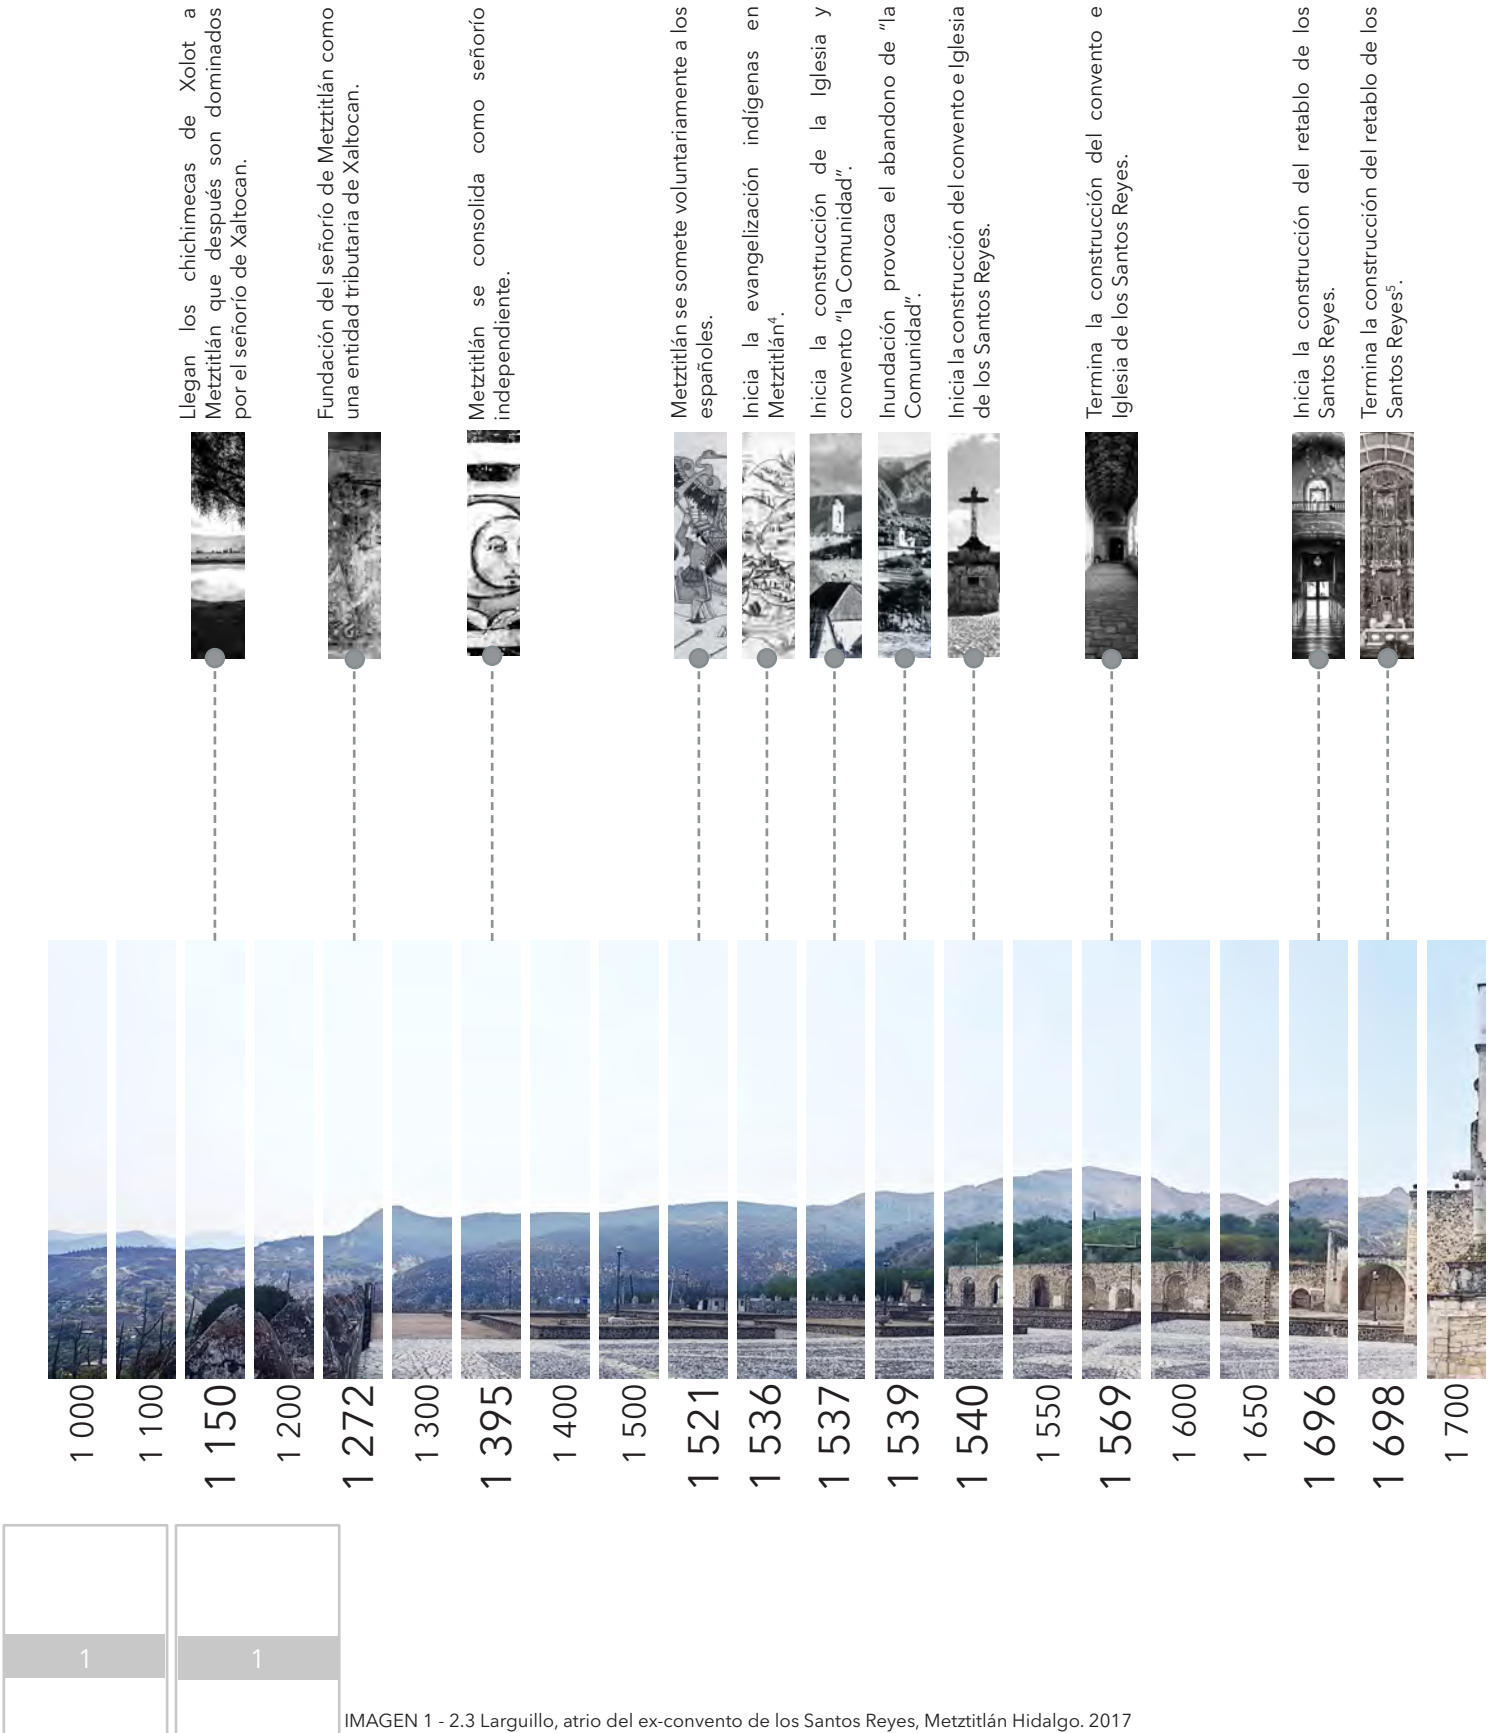 Llegan los chichimecas de Xolot a
Metztitlán que después son dominados
por el señorío de Xaltocan.
Fundación del señorío de Metztitlán como
una entidad tributaria de Xaltocan.
Metztitlán se consolida como señorío
independiente.
Metztitlán se somete voluntariamente a los
españoles.
Inicia la evangelización indígenas en
Metztitlán⁴.
Inicia la construcción de la Iglesia y
convento "la Comunidad".
Inundación provoca el abandono de "la
Comunidad".
Inicia la construcción del convento e Iglesia
de los Santos Reyes.
Termina la construcción del convento e
Iglesia de los Santos Reyes.
Inicia la construcción del retablo de los
Santos Reyes.
Termina la construcción del retablo de los
Santos Reyes⁵.
1 000
1 100
1 150
1 200
1 272
1 300
1 395
1 400
1 500
1 521
1 536
1 537
1 539
1 540
1 550
1 569
1 600
1 650
1 696
1 698
1 700
1
1
IMAGEN 1 - 2.3 Larguillo, atrio del ex-convento de los Santos Reyes, Metztitlán Hidalgo. 2017